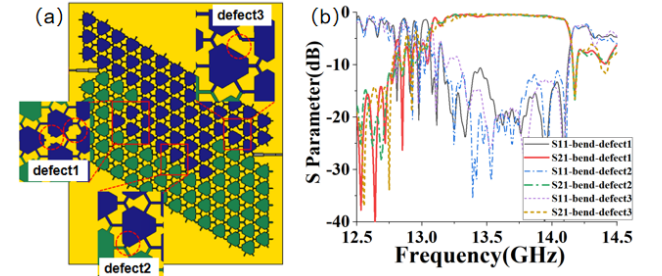 (a)
defect3
defect1
defect2
(b)
S Parameter(dB)
0
-10
-20
-30
-40
S11-bend-defect1
S21-bend-defect1
S11-bend-defect2
S21-bend-defect2
S11-bend-defect3
S21-bend-defect3
12.5 13.0 13.5 14.0 14.5
Frequency(GHz)